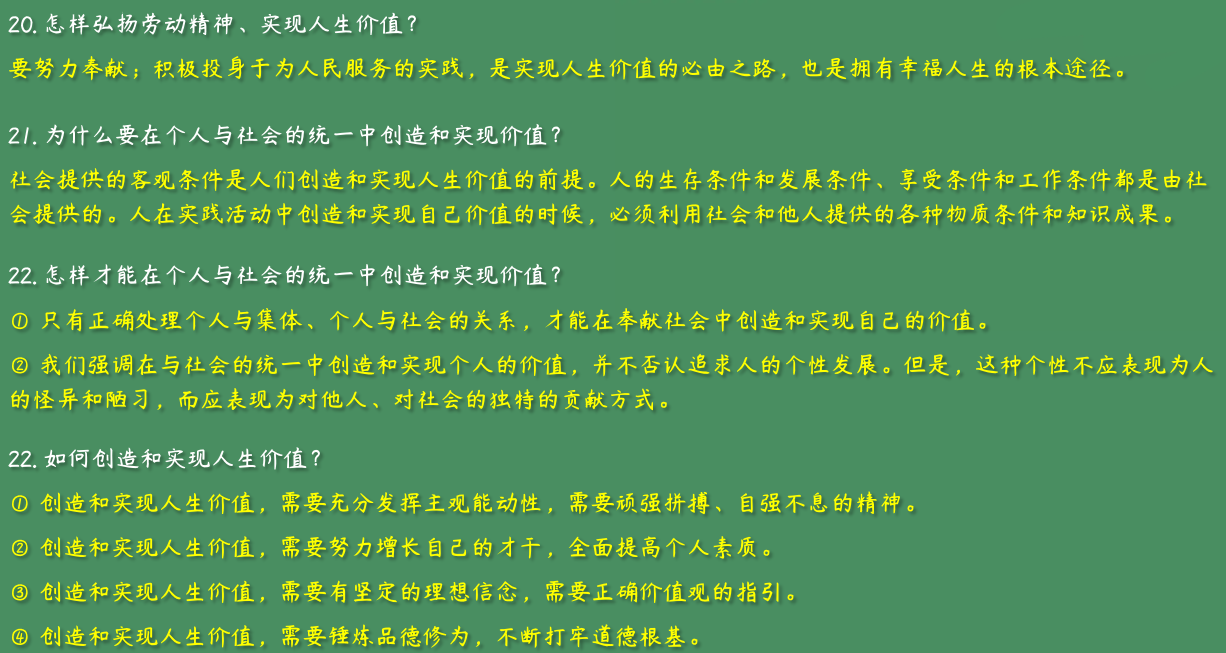 20. 怎样弘扬劳动精神、实现人生价值？
要努力奉献；积极投身于为人民服务的实践，是实现人生价值的必由之路，也是拥有幸福人生的根本途径。
21. 为什么要在个人与社会的统一中创造和实现价值？
社会提供的客观条件是人们创造和实现人生价值的前提。人的生存条件和发展条件、享受条件和工作条件都是由社
会提供的。人在实践活动中创造和实现自己价值的时候，必须利用社会和他人提供的各种物质条件和知识成果。
22. 怎样才能在个人与社会的统一中创造和实现价值？
① 只有正确处理个人与集体、个人与社会的关系，才能在奉献社会中创造和实现自己的价值。
② 我们强调在与社会的统一中创造和实现个人的价值，并不否认追求人的个性发展。但是，这种个性不应表现为人
的怪异和陋习，而应表现为对他人、对社会的独特的贡献方式。
22. 如何创造和实现人生价值？
① 创造和实现人生价值，需要充分发挥主观能动性，需要顽强拼搏、自强不息的精神。
② 创造和实现人生价值，需要努力增长自己的才干，全面提高个人素质。
③ 创造和实现人生价值，需要有坚定的理想信念，需要正确价值观的指引。
④ 创造和实现人生价值，需要锤炼品德修为，不断打牢道德根基。